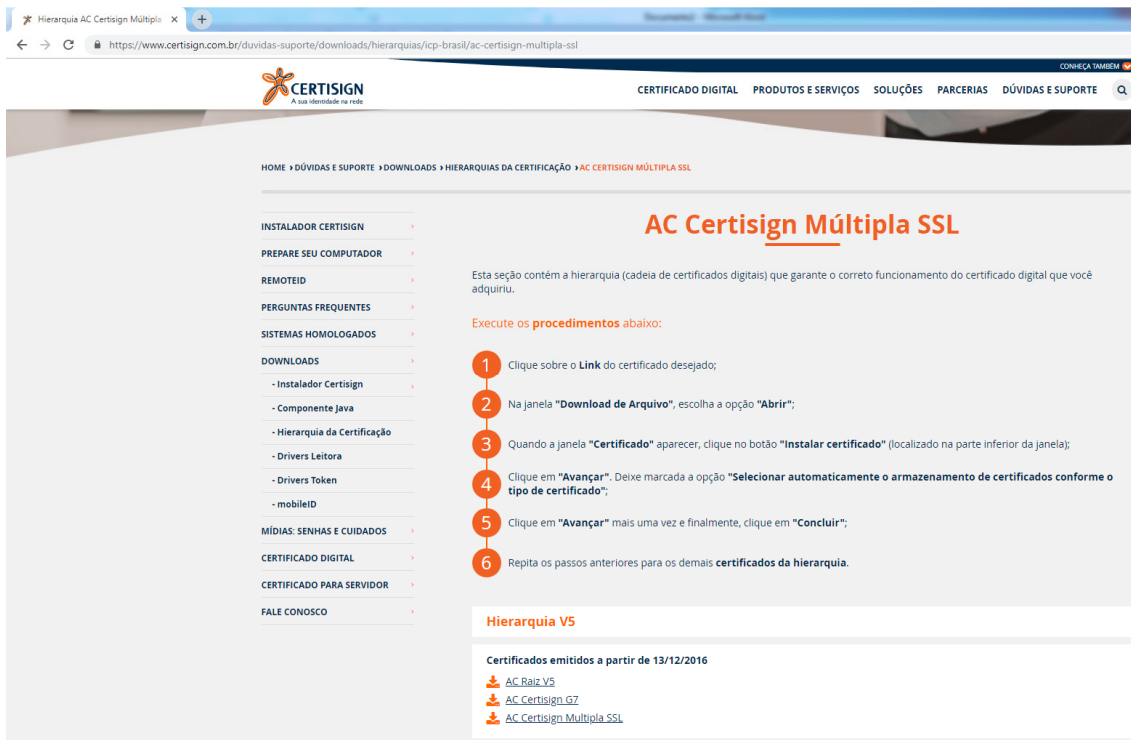 Hierarquia AC Certisign Múltipla
Document2 - Microsoft Word
https://www.certisign.com.br/duvidas-suporte/downloads/hierarquias/icp-brasil/ac-certisign-multipla-ssl
CONHEÇA TAMBÉM
CERTISIGN
A sua identidade na rede
CERTIFICADO DIGITAL PRODUTOS E SERVIÇOS SOLUÇÕES PARCERIAS DÚVIDAS E SUPORTE
HOME › DÚVIDAS E SUPORTE › DOWNLOADS › HIERARQUIAS DA CERTIFICAÇÃO › AC CERTISIGN MÚLTIPLA SSL
INSTALADOR CERTISIGN
PREPARE SEU COMPUTADOR
REMOTEID
PERGUNTAS FREQUENTES
SISTEMAS HOMOLOGADOS
DOWNLOADS
- Instalador Certisign
- Componente Java
- Hierarquia da Certificação
- Drivers Leitora
- Drivers Token
- mobileID
MÍDIAS: SENHAS E CUIDADOS
CERTIFICADO DIGITAL
CERTIFICADO PARA SERVIDOR
FALE CONOSCO
AC Certisign Múltipla SSL
Esta seção contém a hierarquia (cadeia de certificados digitais) que garante o correto funcionamento do certificado digital que você
adquiriu.
Execute os procedimentos abaixo:
1 Clique sobre o Link do certificado desejado;
2 Na janela "Download de Arquivo", escolha a opção "Abrir";
3 Quando a janela "Certificado" aparecer, clique no botão "Instalar certificado" (localizado na parte inferior da janela);
4 Clique em "Avançar". Deixe marcada a opção "Selecionar automaticamente o armazenamento de certificados conforme o
tipo de certificado";
5 Clique em "Avançar" mais uma vez e finalmente, clique em "Concluir";
6 Repita os passos anteriores para os demais certificados da hierarquia.
Hierarquia V5
Certificados emitidos a partir de 13/12/2016
AC Raiz V5
AC Certisign G7
AC Certisign Multipla SSL